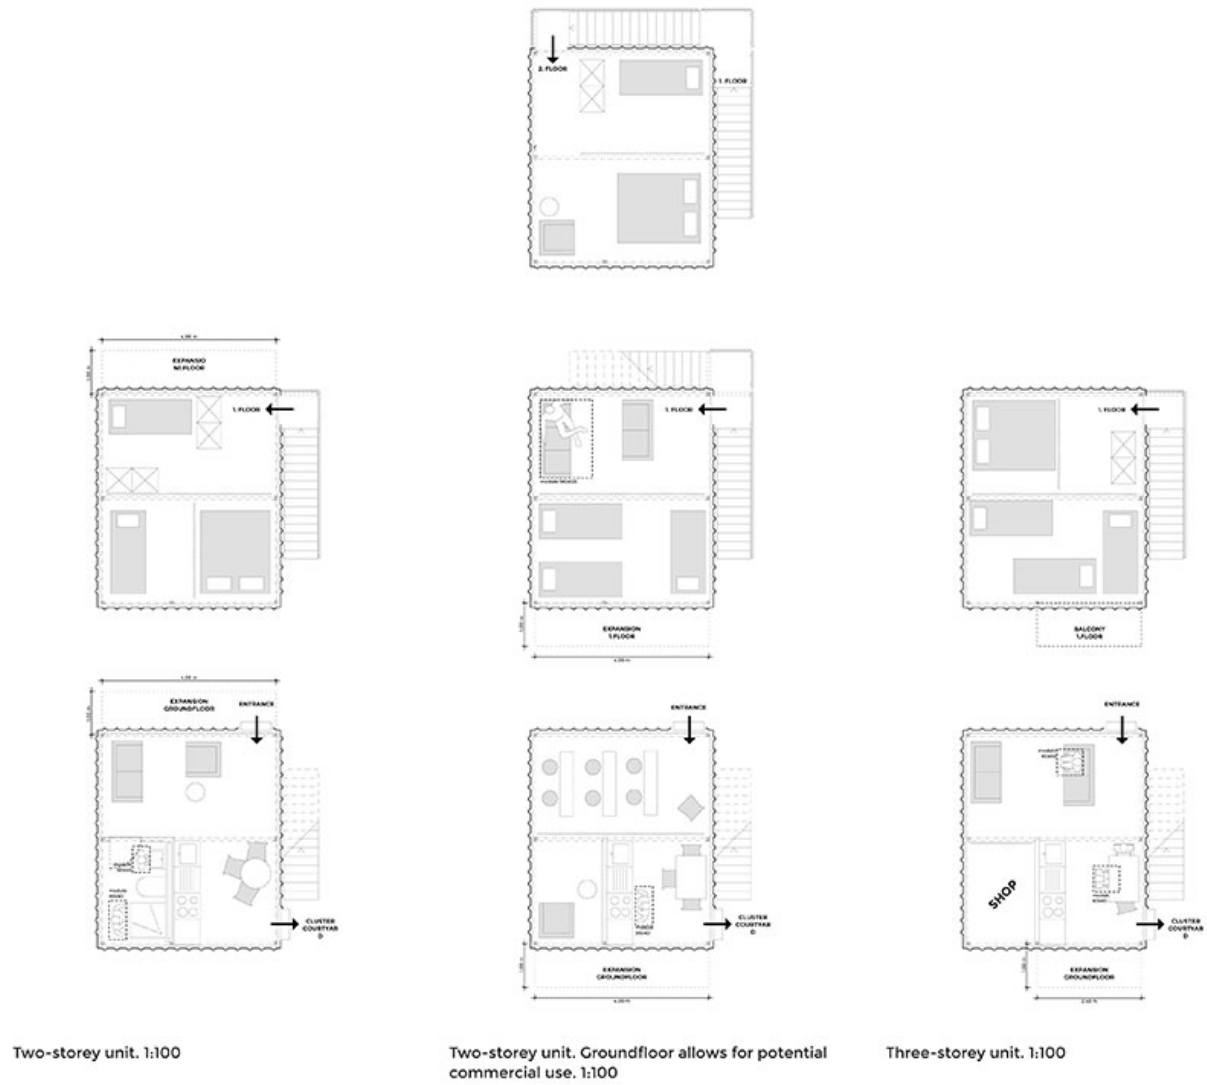 2. FLOOR
1. FLOOR
EXPANSIO
N1.FLOOR
1. FLOOR
1. FLOOR
EXPANSION
1.FLOOR
1. FLOOR
BALCONY
1.FLOOR
EXPANSION
GROUNDFLOOR
ENTRANCE
CLUSTER
COURTYAR
D
ENTRANCE
CLUSTER
COURTYAR
D
EXPANSION
GROUNDFLOOR
ENTRANCE
SHOP
CLUSTER
COURTYAR
D
EXPANSION
GROUNDFLOOR
Two-storey unit. 1:100
Two-storey unit. Groundfloor allows for potential
commercial use. 1:100
Three-storey unit. 1:100